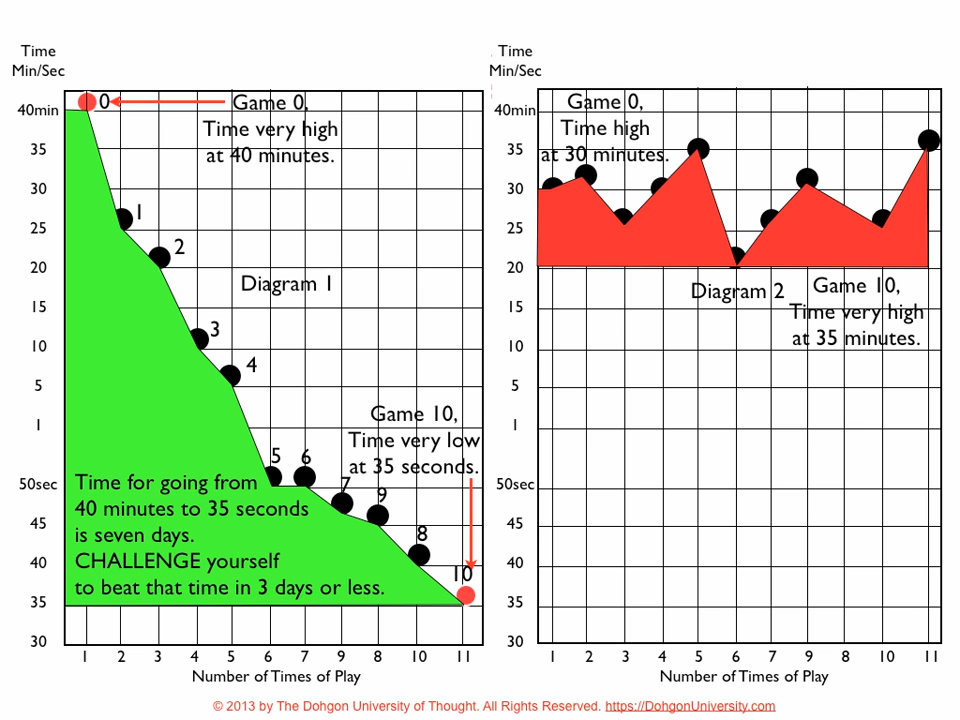 Time
Min/Sec
40min
35
30
25
20
15
10
5
1
50sec
45
40
35
30
0
Game 0,
Time very high
at 40 minutes.
1
2
Diagram 1
3
4
Game 10,
Time very low
at 35 seconds.
5
6
7
9
8
10
Time for going from
40 minutes to 35 seconds
is seven days.
CHALLENGE yourself
to beat that time in 3 days or less.
1 2 3 4 5 6 7 9 8 10 11
Number of Times of Play
Time
Min/Sec
40min
35
30
25
20
15
10
5
1
50sec
45
40
35
30
Game 0,
Time high
at 30 minutes.
Diagram 2
Game 10,
Time very high
at 35 minutes.
1 2 3 4 5 6 7 9 8 10 11
Number of Times of Play
© 2013 by The Dohgon University of Thought. All Rights Reserved. https://DohgonUniversity.com